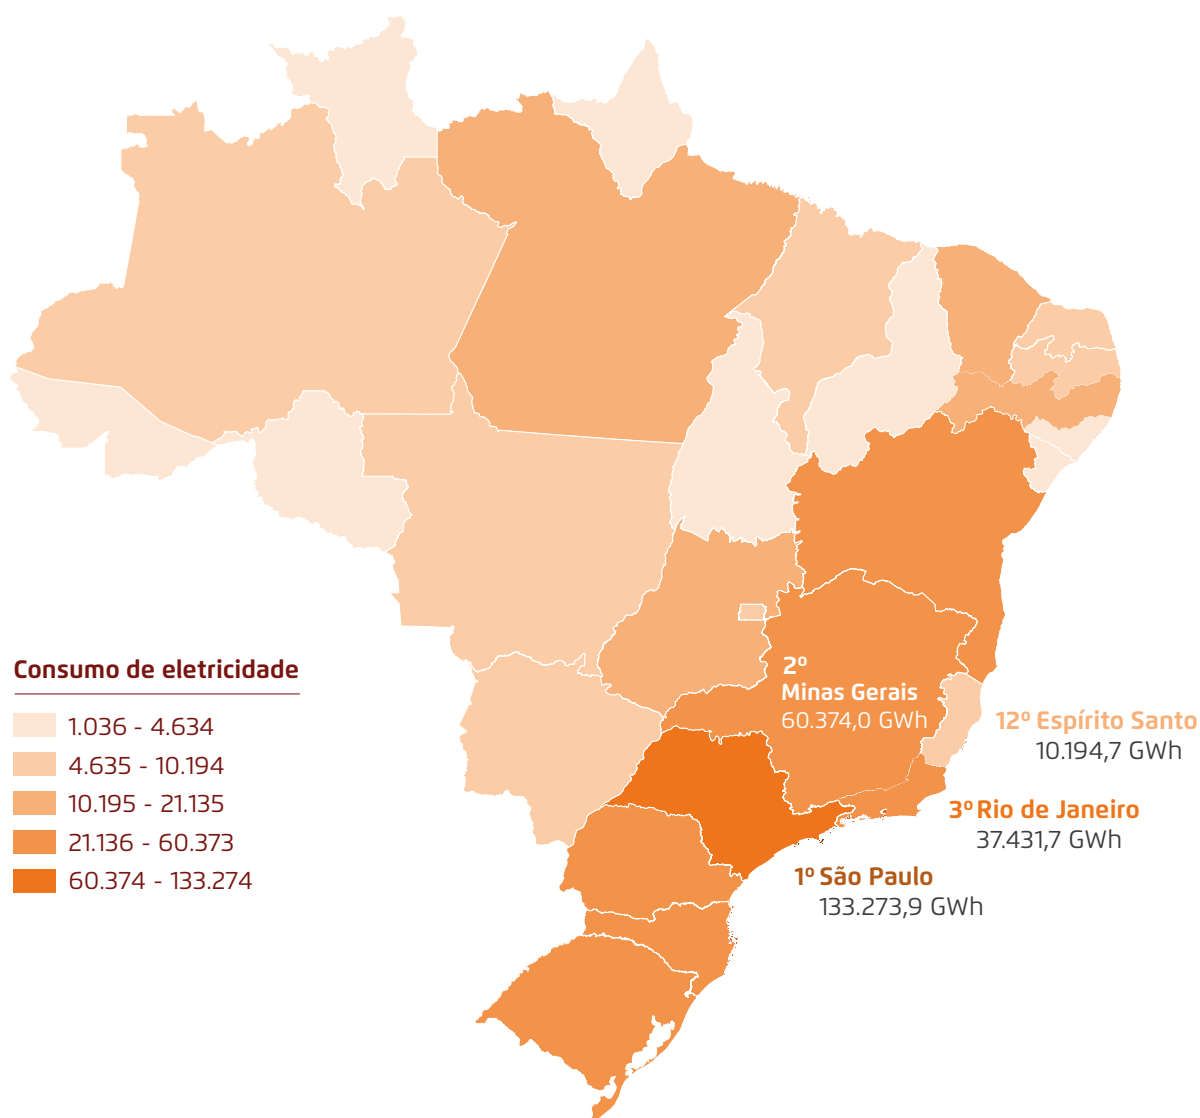 Consumo de eletricidade
1.036 - 4.634
4.635 - 10.194
10.195 - 21.135
21.136 - 60.373
60.374 - 133.274
2º
Minas Gerais
60.374,0 GWh
12º Espírito Santo
10.194,7 GWh
3º Rio de Janeiro
37.431,7 GWh
1º São Paulo
133.273,9 GWh